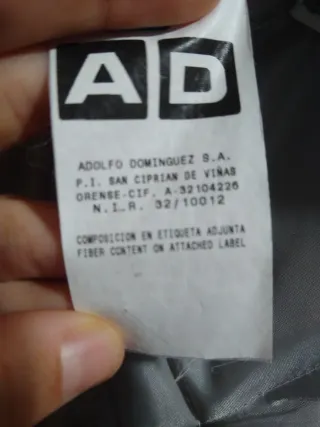 AD
ADOLFO DOMINGUEZ S.A.
P.I. SAN CIPRIAN DE VIÑAS
ORENSE-CIF. A-32104226
N.I.R. 32/10012
COMPOSICION EN ETIQUETA ADJUNTA
FIBER CONTENT ON ATTACHED LABEL